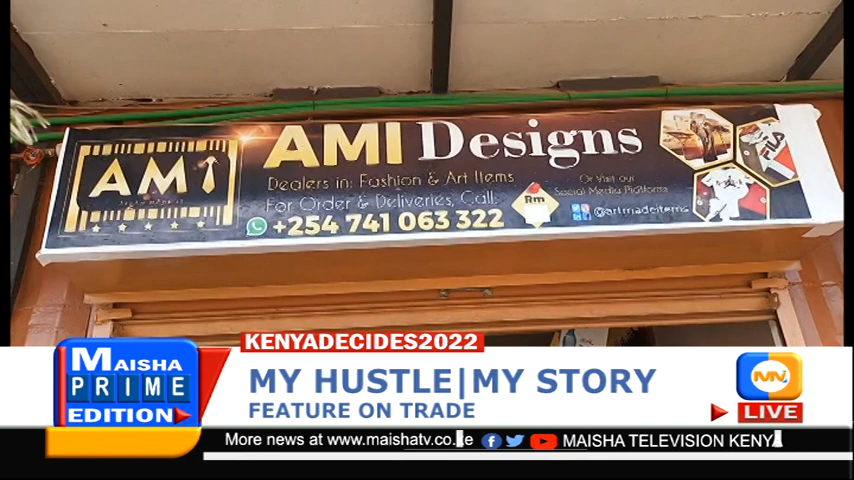 AMI
AMI Designs
Dealers in: Fashion & Art Items
For Order & Deliveries, Call:
+254 741 063 322
Rm
Or Visit our
Social Media Platforms
@artmadeitems
FILA
KENYADECIDES2022
MAISHA
PRIME
EDITION
MY HUSTLE|MY STORY
FEATURE ON TRADE
LIVE
More news at www.maishatv.co.ke
MAISHA TELEVISION KENYA